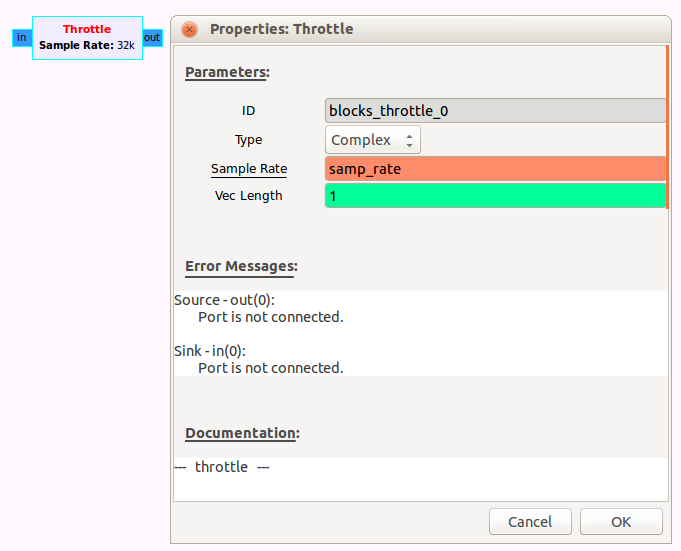 Throttle
in
Sample Rate: 32k
out
Properties: Throttle
Parameters:
ID
blocks_throttle_0
Type
Complex
Sample Rate
samp_rate
Vec Length
1
Error Messages:
Source - out(0):
Port is not connected.
Sink - in(0):
Port is not connected.
Documentation:
--- throttle ---
Cancel
OK